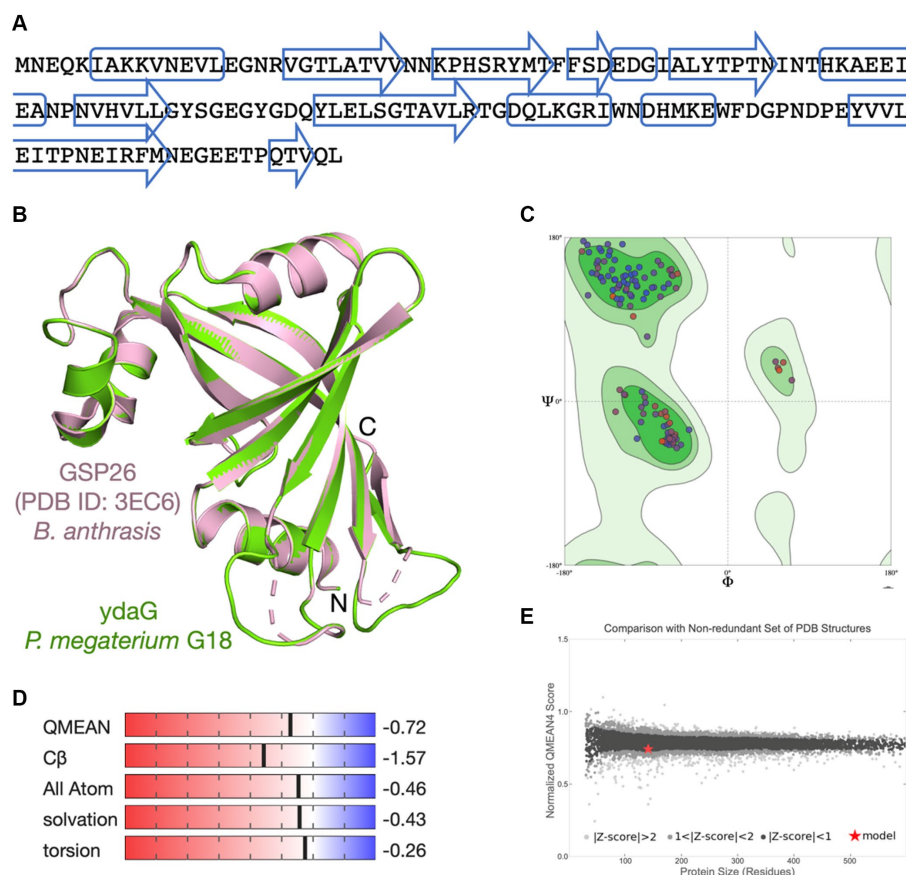 A
MNEQKIAKKVNEVLEGNRVGTLATVVNNKPHSRYMTFFSDEDGIALYTPTNINTHKAEEI
EANPNVHVLLGYSGEGYGDQYLELSGTAVLRTGDQLKGRIWNDHMKEWFDGPNDPEYVVL
EITPNEIRFMNEGEETPQTVQL
B
GSP26
(PDB ID: 3EC6)
B. anthrasis
ydaG
P. megaterium G18
C
N
C
180°
Ψ 0°
-180°
-180° 0° 180°
Φ
D
QMEAN -0.72
Cβ -1.57
All Atom -0.46
solvation -0.43
torsion -0.26
E
Comparison with Non-redundant Set of PDB Structures
Normalized QMEAN4 Score
1.5
1.0
0.5
0.0
|Z-score|>2 1<|Z-score|<2 |Z-score|<1 model
100 200 300 400 500
Protein Size (Residues)